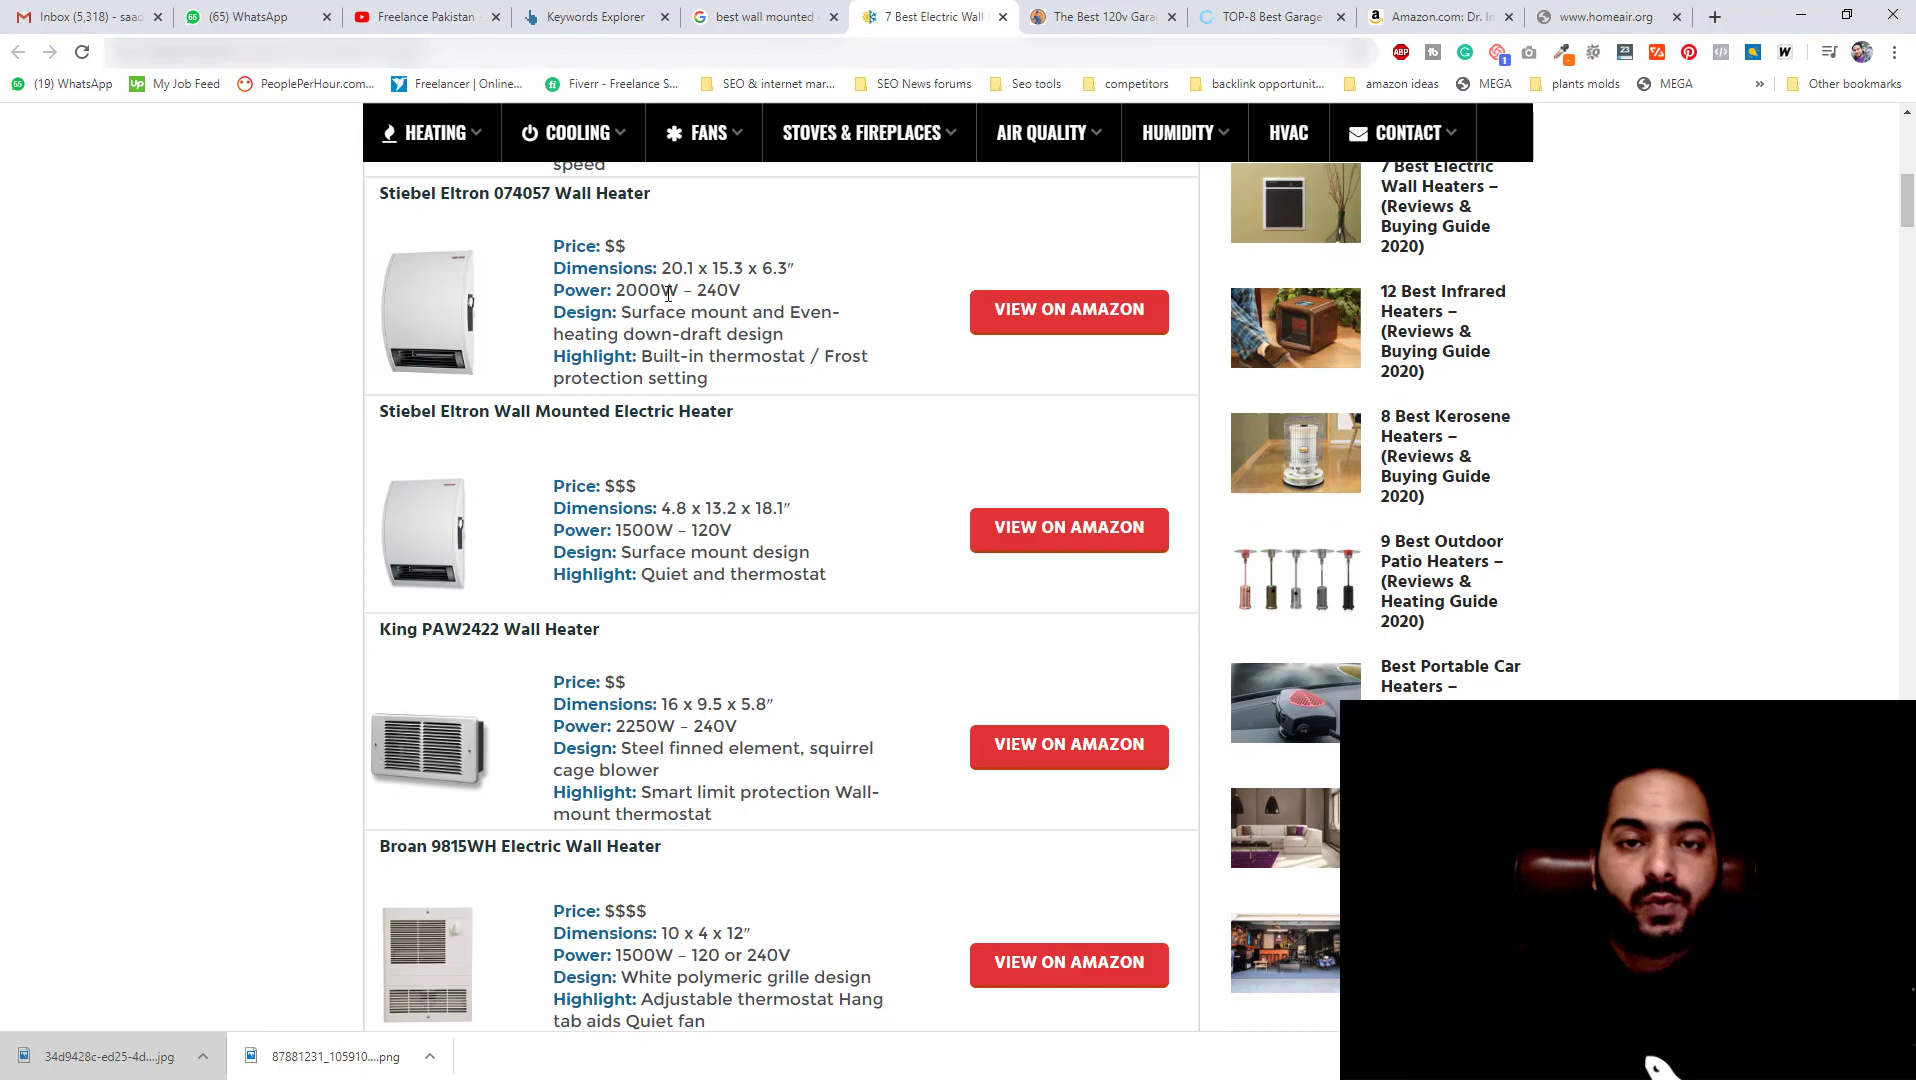 Inbox (5,318) - saad
(65) WhatsApp
Freelance Pakistan -
Keywords Explorer
best wall mounted
7 Best Electric Wall
The Best 120v Gara
TOP-8 Best Garage
Amazon.com: Dr. In
www.homeair.org
(19) WhatsApp
My Job Feed
PeoplePerHour.com...
Freelancer | Online...
Fiverr - Freelance S...
SEO & internet mar...
SEO News forums
Seo tools
competitors
backlink opportunit...
amazon ideas
MEGA
plants molds
MEGA
Other bookmarks
HEATING
COOLING
FANS
STOVES & FIREPLACES
AIR QUALITY
HUMIDITY
HVAC
CONTACT
speed
Stiebel Eltron 074057 Wall Heater
Price: $$
Dimensions: 20.1 x 15.3 x 6.3″
Power: 2000W – 240V
Design: Surface mount and Even-
heating down-draft design
Highlight: Built-in thermostat / Frost
protection setting
VIEW ON AMAZON
Stiebel Eltron Wall Mounted Electric Heater
Price: $$$
Dimensions: 4.8 x 13.2 x 18.1″
Power: 1500W – 120V
Design: Surface mount design
Highlight: Quiet and thermostat
VIEW ON AMAZON
King PAW2422 Wall Heater
Price: $$
Dimensions: 16 x 9.5 x 5.8″
Power: 2250W – 240V
Design: Steel finned element, squirrel
cage blower
Highlight: Smart limit protection Wall-
mount thermostat
VIEW ON AMAZON
Broan 9815WH Electric Wall Heater
Price: $$$$
Dimensions: 10 x 4 x 12″
Power: 1500W – 120 or 240V
Design: White polymeric grille design
Highlight: Adjustable thermostat Hang
tab aids Quiet fan
VIEW ON AMAZON
7 Best Electric
Wall Heaters –
(Reviews &
Buying Guide
2020)
12 Best Infrared
Heaters –
(Reviews &
Buying Guide
2020)
8 Best Kerosene
Heaters –
(Reviews &
Buying Guide
2020)
9 Best Outdoor
Patio Heaters –
(Reviews &
Heating Guide
2020)
Best Portable Car
Heaters –
34d9428c-ed25-4d....jpg
87881231_105910....png